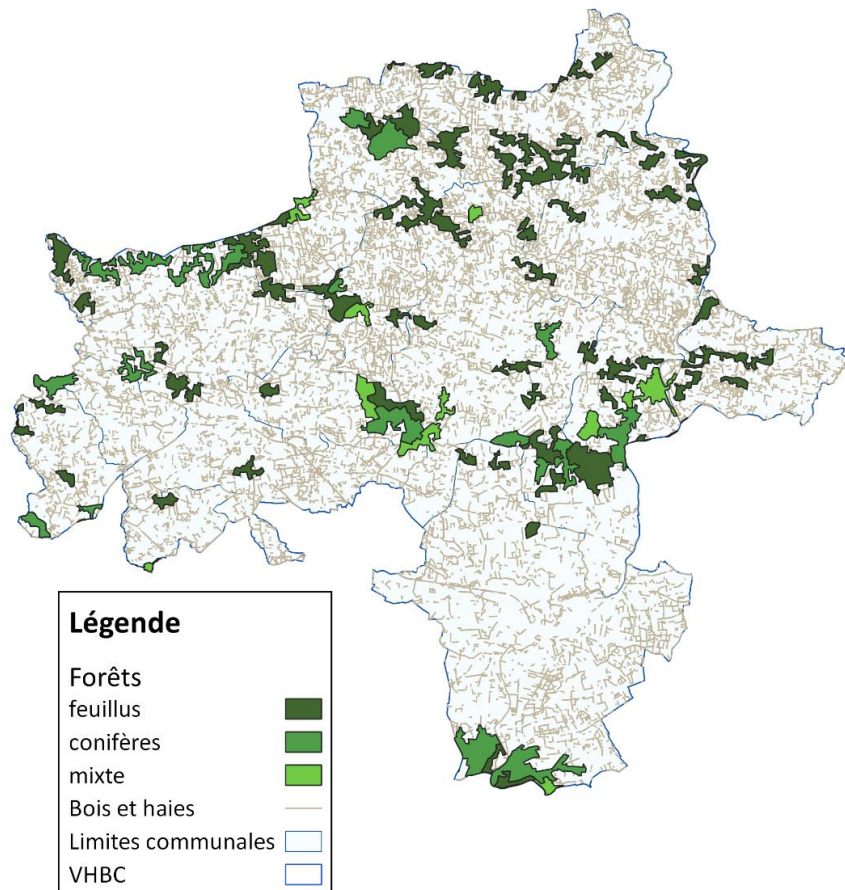 Légende
Forêts
feuillus
conifères
mixte
Bois et haies
Limites communales
VHBC